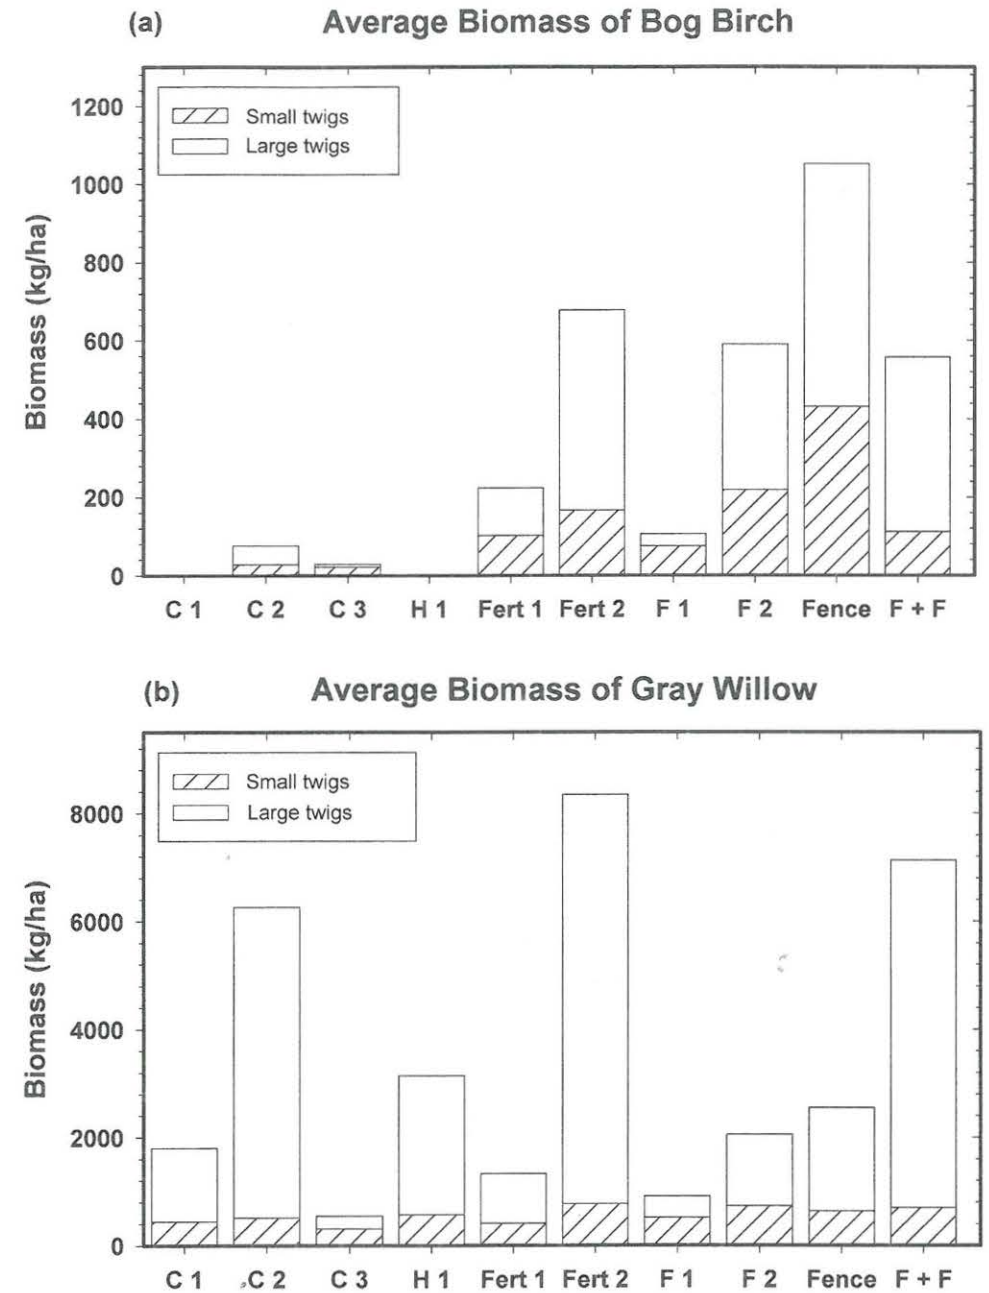 (a) Average Biomass of Bog Birch
Small twigs
Large twigs
1200
1000
800
600
400
200
0
Biomass (kg/ha)
C 1 C 2 C 3 H 1 Fert 1 Fert 2 F 1 F 2 Fence F + F
(b) Average Biomass of Gray Willow
Small twigs
Large twigs
8000
6000
4000
2000
0
Biomass (kg/ha)
C 1 C 2 C 3 H 1 Fert 1 Fert 2 F 1 F 2 Fence F + F